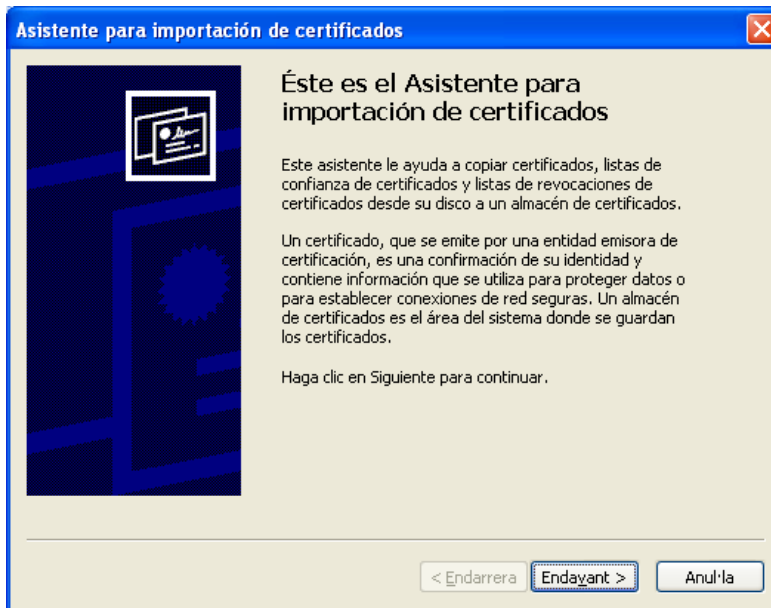 Asistente para importación de certificados
Éste es el Asistente para
importación de certificados
Este asistente le ayuda a copiar certificados, listas de
confianza de certificados y listas de revocaciones de
certificados desde su disco a un almacén de certificados.
Un certificado, que se emite por una entidad emisora de
certificación, es una confirmación de su identidad y
contiene información que se utiliza para proteger datos o
para establecer conexiones de red seguras. Un almacén
de certificados es el área del sistema donde se guardan
los certificados.
Haga clic en Siguiente para continuar.
< Endarrera Endavant > Anul·la